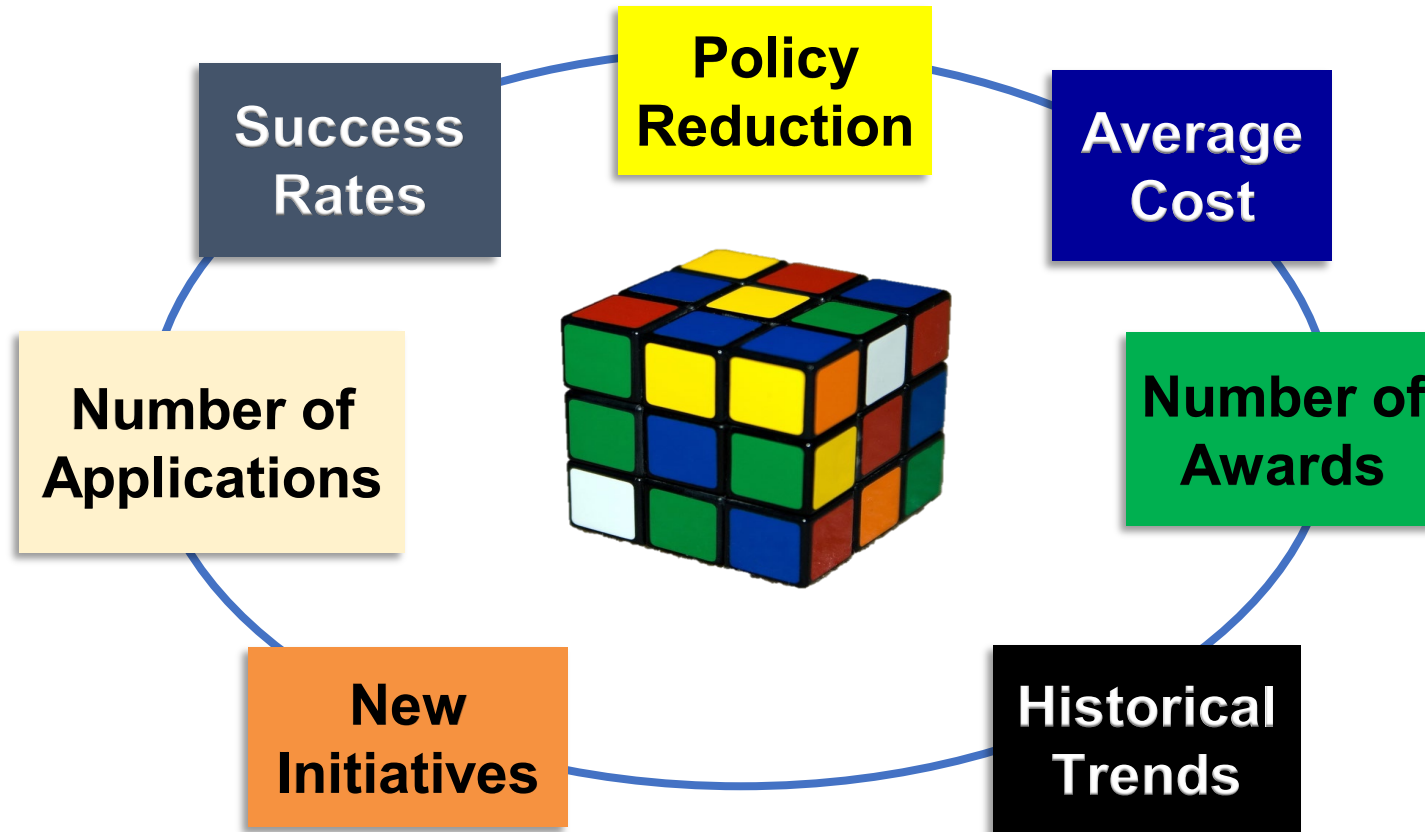 Policy
Reduction
Average
Cost
Number of
Awards
Historical
Trends
New
Initiatives
Number of
Applications
Success
Rates